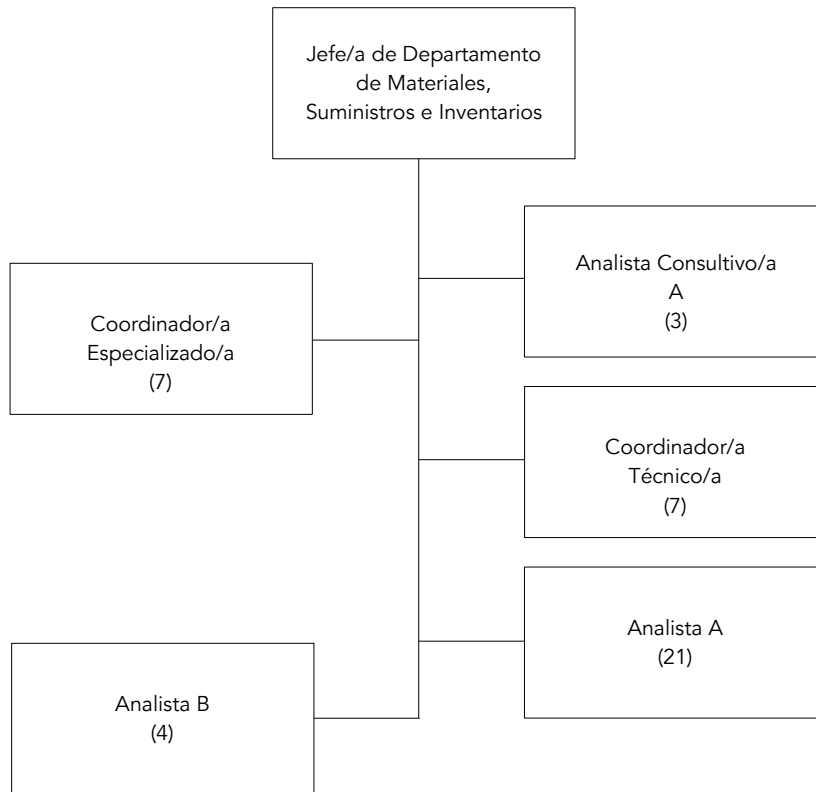 Jefe/a de Departamento
de Materiales,
Suministros e Inventarios
Analista Consultivo/a
A
(3)
Coordinador/a
Especializado/a
(7)
Coordinador/a
Técnico/a
(7)
Analista A
(21)
Analista B
(4)